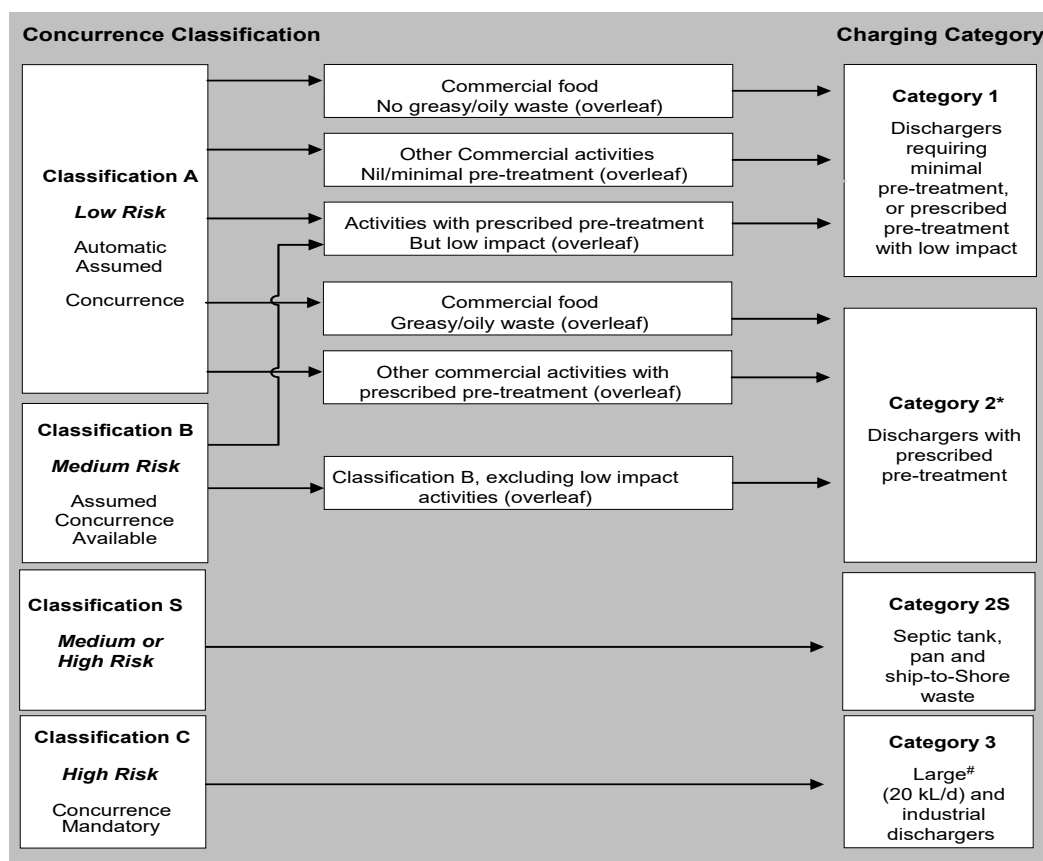 Concurrence Classification
Charging Category
Classification A
Low Risk
Automatic
Assumed
Concurrence
Classification B
Medium Risk
Assumed
Concurrence
Available
Classification S
Medium or
High Risk
Classification C
High Risk
Concurrence
Mandatory
Commercial food
No greasy/oily waste (overleaf)
Other Commercial activities
Nil/minimal pre-treatment (overleaf)
Activities with prescribed pre-treatment
But low impact (overleaf)
Commercial food
Greasy/oily waste (overleaf)
Other commercial activities with
prescribed pre-treatment (overleaf)
Classification B, excluding low impact
activities (overleaf)
Category 1
Dischargers
requiring
minimal
pre-treatment,
or prescribed
pre-treatment
with low impact
Category 2*
Dischargers with
prescribed
pre-treatment
Category 2S
Septic tank,
pan and
ship-to-Shore
waste
Category 3
Large#
(20 kL/d) and
industrial
dischargers